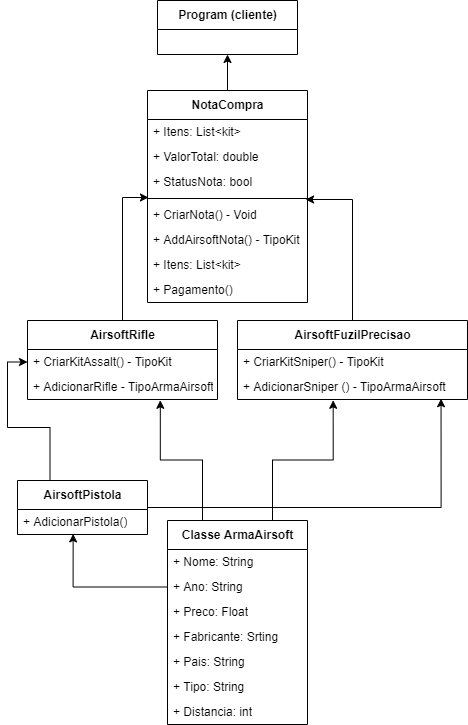 Program (cliente)
NotaCompra
+ Itens: List<kit>
+ ValorTotal: double
+ StatusNota: bool
+ CriarNota() - Void
+ AddAirsoftNota() - TipoKit
+ Itens: List<kit>
+ Pagamento()
AirsoftRifle
+ CriarKitAssalt() - TipoKit
+ AdicionarRifle - TipoArmaAirsoft
AirsoftFuzilPrecisao
+ CriarKitSniper() - TipoKit
+ AdicionarSniper () - TipoArmaAirsoft
AirsoftPistola
+ AdicionarPistola()
Classe ArmaAirsoft
+ Nome: String
+ Ano: String
+ Preco: Float
+ Fabricante: Srting
+ Pais: String
+ Tipo: String
+ Distancia: int